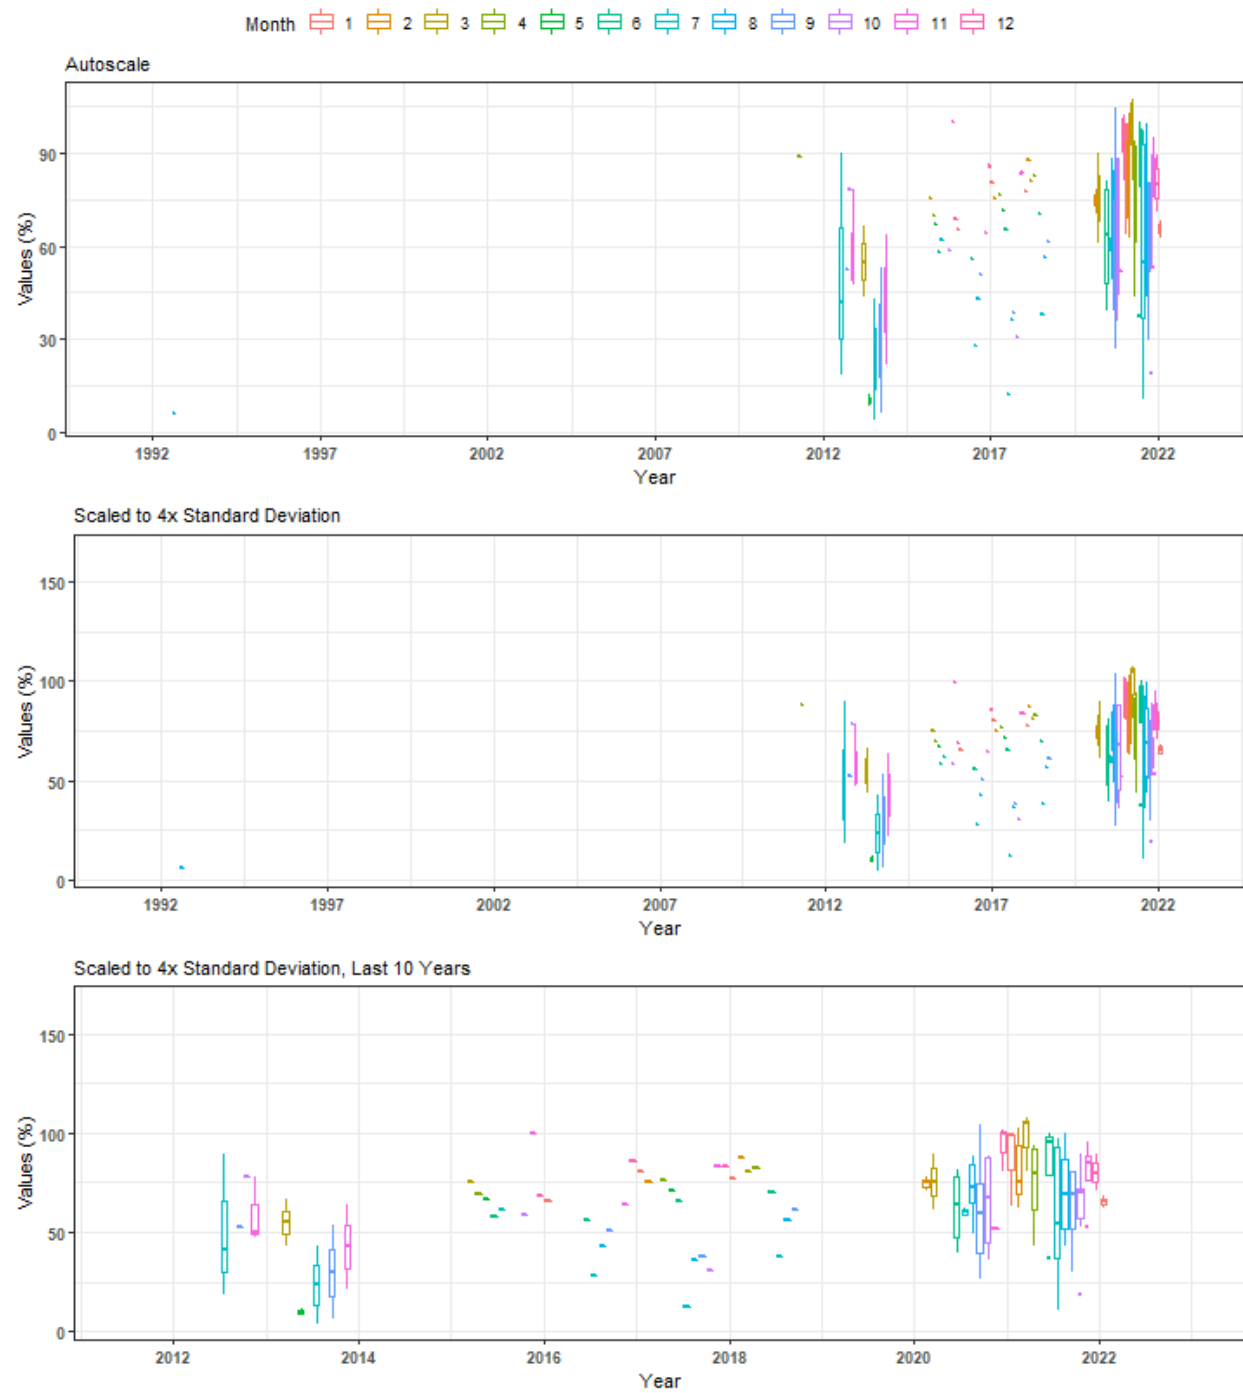 Month 1 2 3 4 5 6 7 8 9 10 11 12
Autoscale
90
60
30
0
Values (%)
1992 1997 2002 2007 2012 2017 2022
Year
Scaled to 4x Standard Deviation
150
100
50
0
Values (%)
1992 1997 2002 2007 2012 2017 2022
Year
Scaled to 4x Standard Deviation, Last 10 Years
150
100
50
0
Values (%)
2012 2014 2016 2018 2020 2022
Year